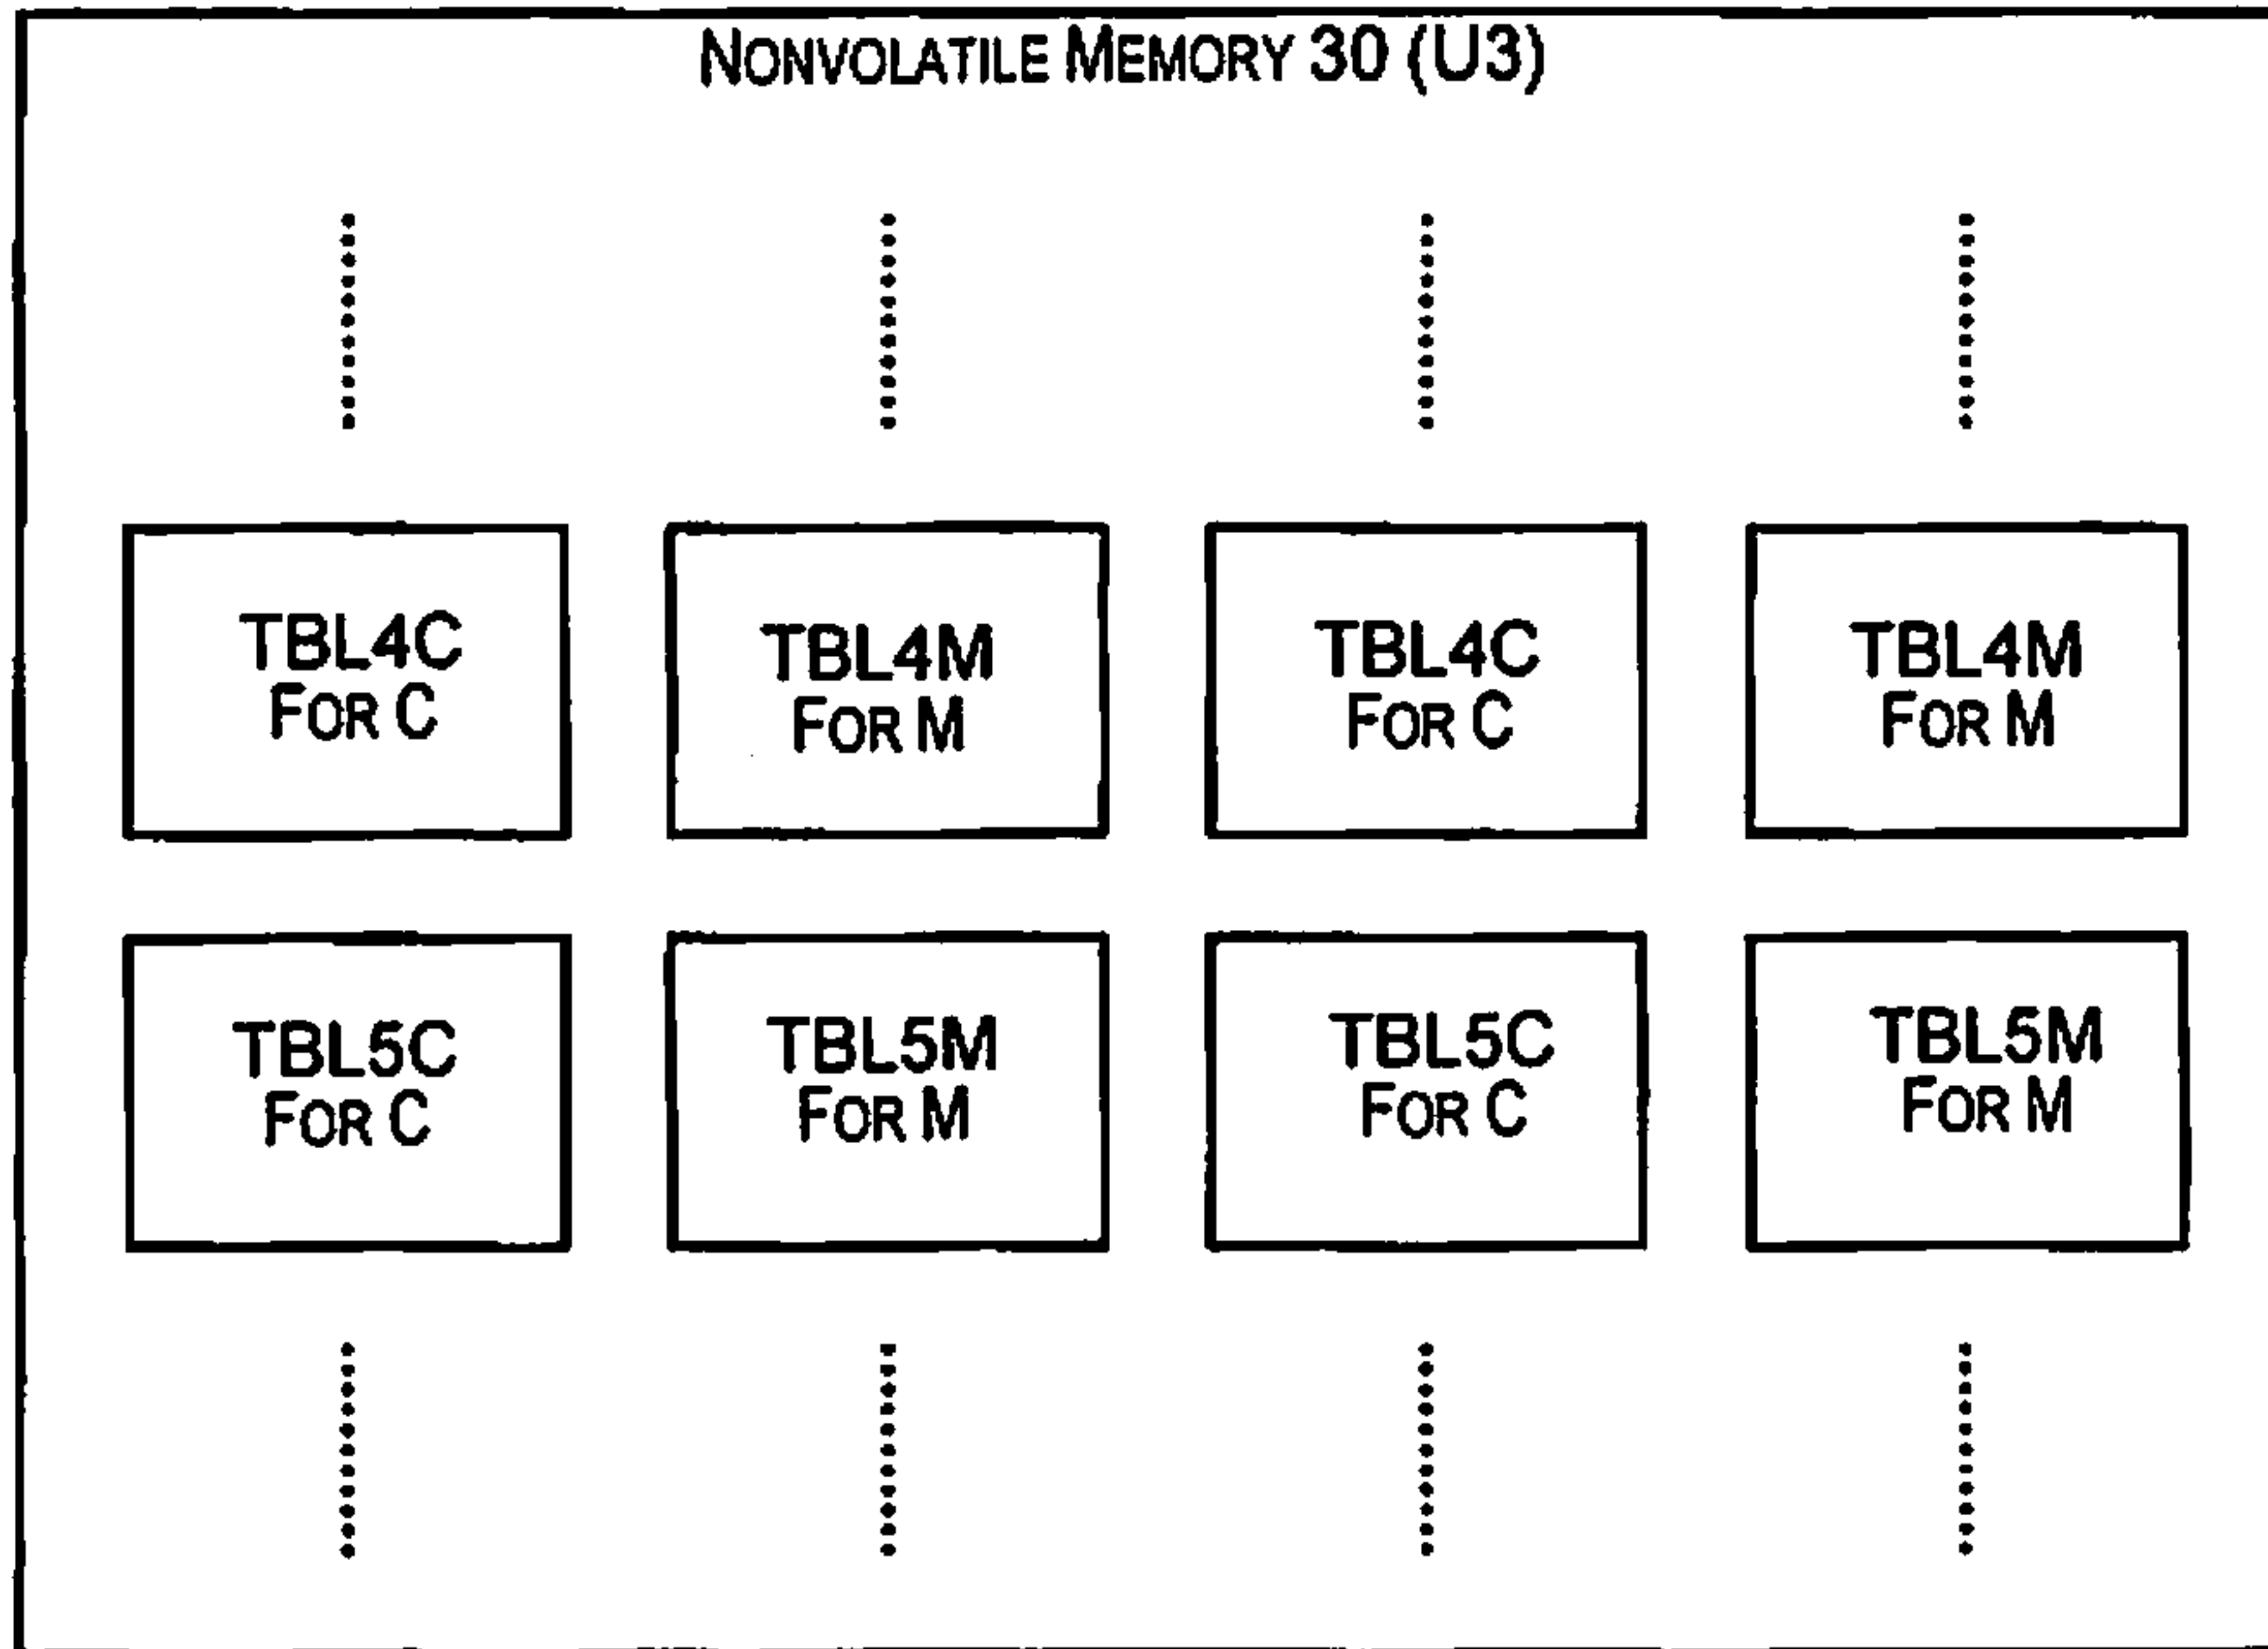 NONVOLATILE MEMORY 30 (U3)
TBL4C
FOR C
TBL4M
FOR M
TBL4C
FOR C
TBL4M
FOR M
TBL5C
FOR C
TBL5M
FOR M
TBL5C
FOR C
TBL5M
FOR M